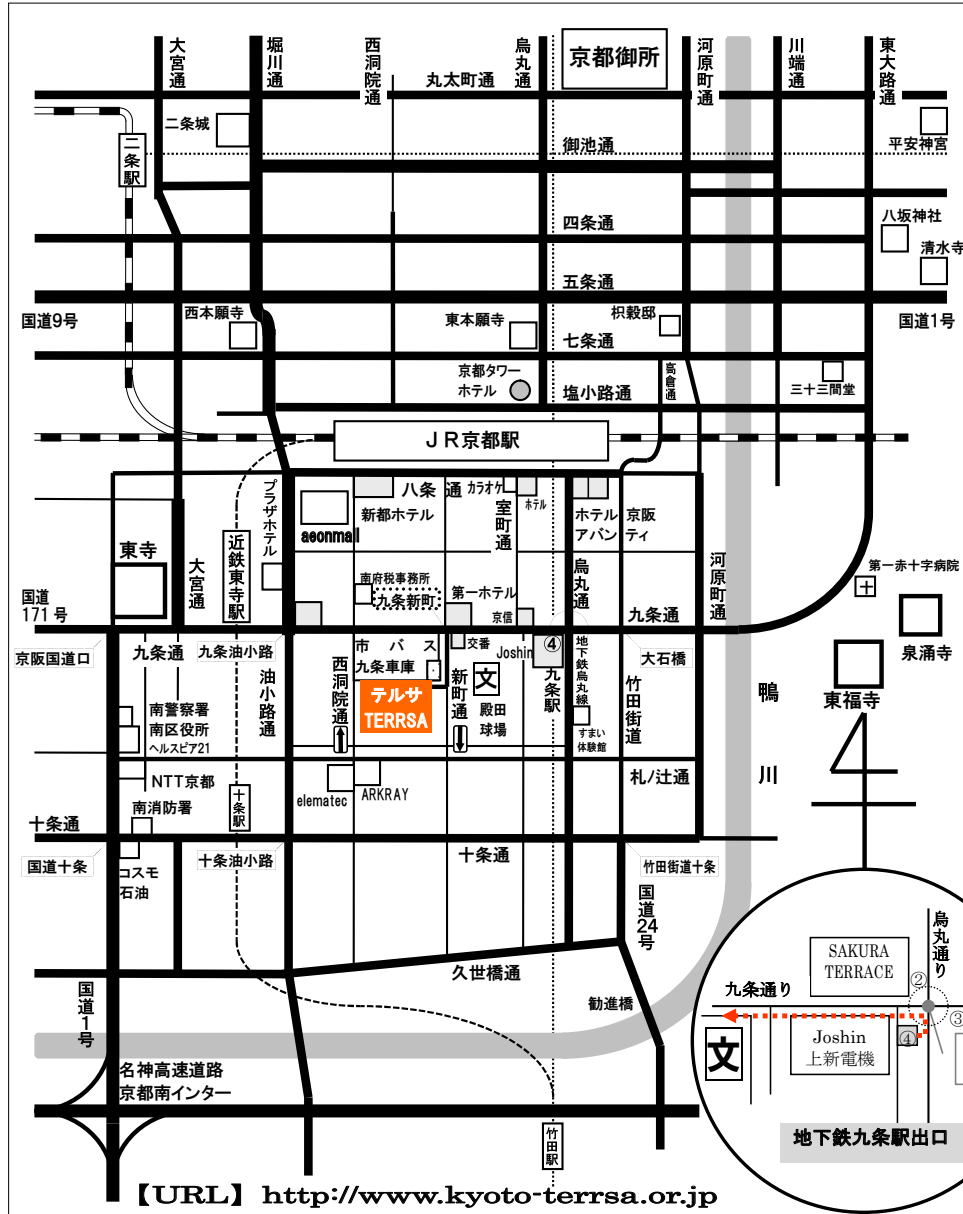 大宮通
堀川通
西洞院通
烏丸通
京都御所
河原町通
川端通
東大路通
丸太町通
二条城
二条駅
御池通
平安神宮
四条通
八坂神社
清水寺
五条通
国道9号
西本願寺
東本願寺
枳殻邸
七条通
国道1号
京都タワー
ホテル
高倉通
塩小路通
三十三間堂
ＪR京都駅
プラザホテル
八条 通
カラオケ
新都ホテル
aeonmall
室町通
ホテル
ホテル 京阪
アバン ティ
東寺
大宮通
近鉄東寺駅
南府税事務所
九条新町
第一ホテル
京信
烏丸通
河原町通
第一赤十字病院
国道
171 号
九条通
泉涌寺
京阪国道口
九条通
九条油小路
市 バ ス
九条車庫
交番
Joshin
④
地下鉄烏丸線
大石橋
東福寺
油小路通
西洞院通
テルサ
TERRSA
新町通
文
殿田
球場
九条駅
すまい
体験館
竹田街道
鴨川
南警察署
南区役所
ヘルスピア21
NTT京都
札ノ辻通
elematec
ARKRAY
南消防署
十条駅
十条通
十条通
国道十条
十条油小路
竹田街道十条
コスモ
石油
国道24号
久世橋通
国道1号
勧進橋
名神高速道路
京都南インター
竹田駅
烏丸通り
SAKURA
TERRACE
九条通り
②
③
文
Joshin
上新電機
④
地下鉄九条駅出口
【URL】 http://www.kyoto-terrsa.or.jp